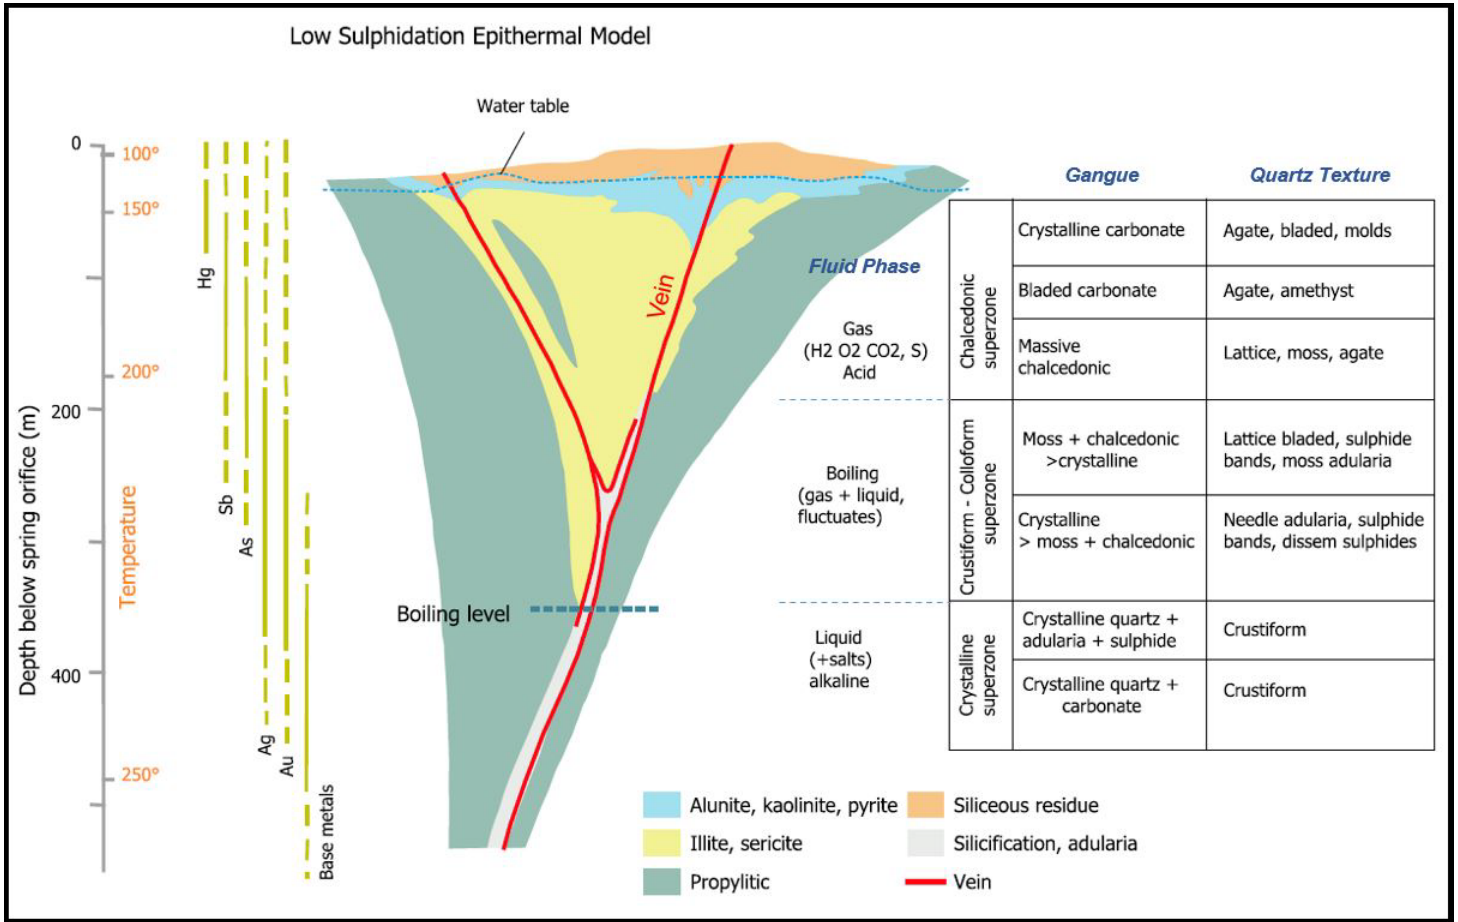 Low Sulphidation Epithermal Model
Water table
0
100°
150°
200°
200
400
250°
Depth below spring orifice (m)
Temperature
Hg
Sb
As
Ag
Au
Base metals
Vein
Boiling level
Fluid Phase
Gas
(H2 O2 CO2, S)
Acid
Boiling
(gas + liquid,
fluctuates)
Liquid
(+salts)
alkaline
Gangue
Quartz Texture
Chalcedonic
superzone
Crystalline carbonate
Agate, bladed, molds
Bladed carbonate
Agate, amethyst
Massive
chalcedonic
Lattice, moss, agate
Crustiform - Colloform
superzone
Moss + chalcedonic
>crystalline
Lattice bladed, sulphide
bands, moss adularia
Crystalline
> moss + chalcedonic
Needle adularia, sulphide
bands, dissem sulphides
Crystalline
superzone
Crystalline quartz +
adularia + sulphide
Crustiform
Crystalline quartz +
carbonate
Crustiform
Alunite, kaolinite, pyrite
Siliceous residue
Illite, sericite
Silicification, adularia
Propylitic
Vein